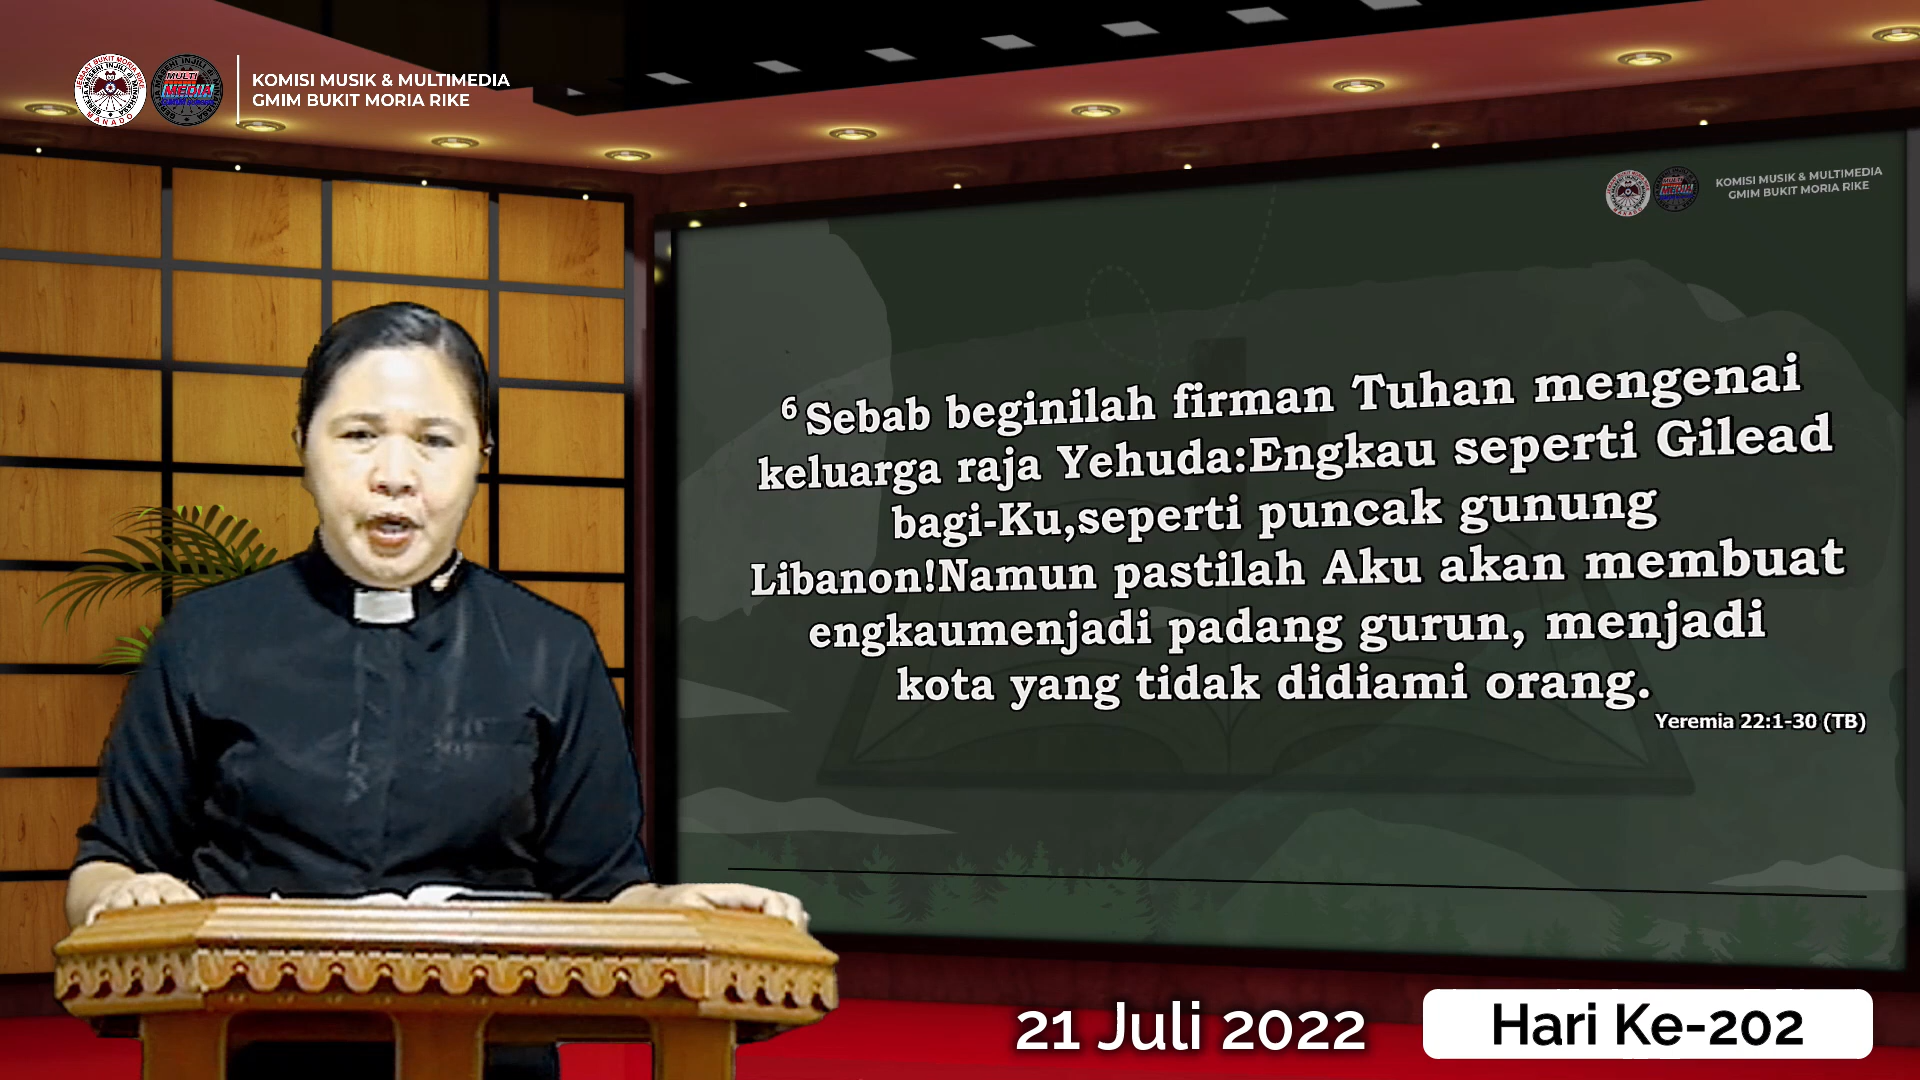 KOMISI MUSIK & MULTIMEDIA
GMIM BUKIT MORIA RIKE
MULTI
MEDIA
MANADO
KOMISI MUSIK & MULTIMEDIA
GMIM BUKIT MORIA RIKE
6 Sebab beginilah firman Tuhan mengenai
keluarga raja Yehuda:Engkau seperti Gilead
bagi-Ku,seperti puncak gunung
Libanon!Namun pastilah Aku akan membuat
engkaumenjadi padang gurun, menjadi
kota yang tidak didiami orang.
Yeremia 22:1-30 (TB)
21 Juli 2022
Hari Ke-202